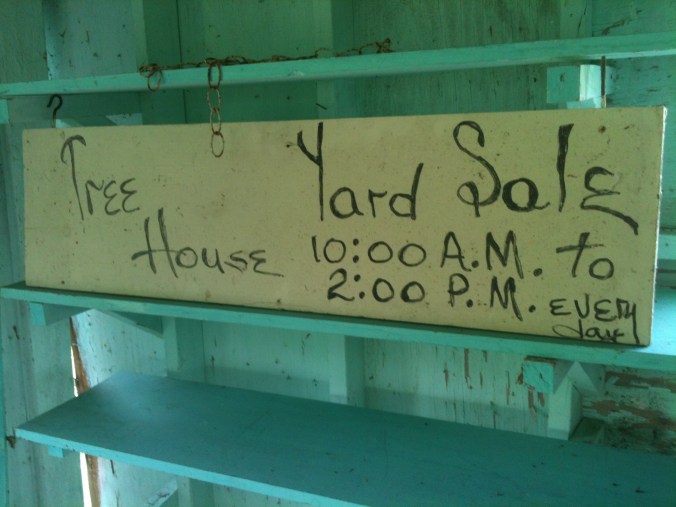 Tree House
Yard Sale
10:00 A.M. to
2:00 P.M. every
day